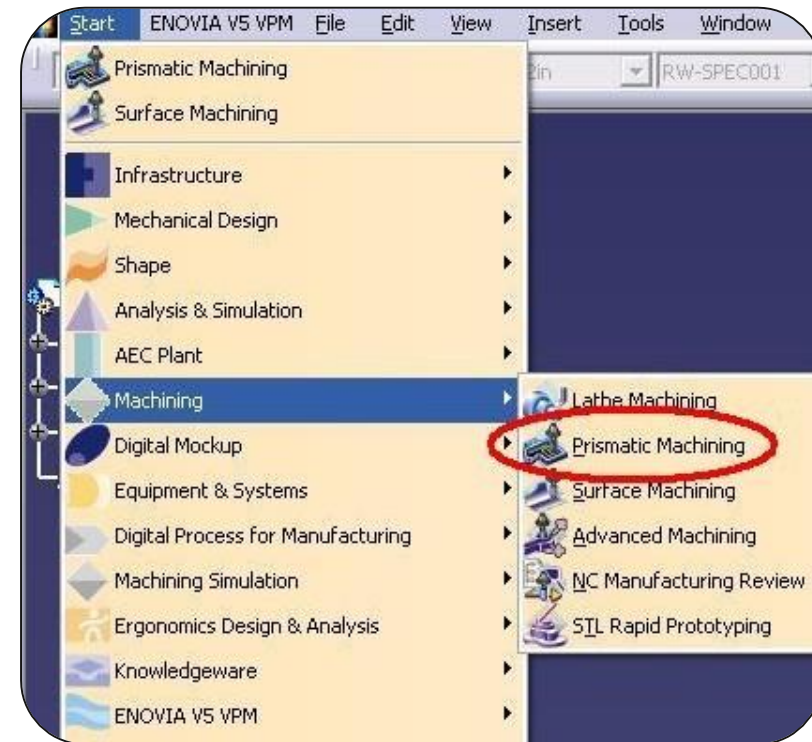 Start ENOVIA V5 VPM File Edit View Insert Tools Window
Prismatic Machining
2in RW-SPEC001
Surface Machining
Infrastructure
Mechanical Design
Shape
Analysis & Simulation
AEC Plant
Machining
Lathe Machining
Digital Mockup
Prismatic Machining
Equipment & Systems
Surface Machining
Digital Process for Manufacturing
Advanced Machining
Machining Simulation
NC Manufacturing Review
Ergonomics Design & Analysis
STL Rapid Prototyping
Knowledgeware
ENOVIA V5 VPM